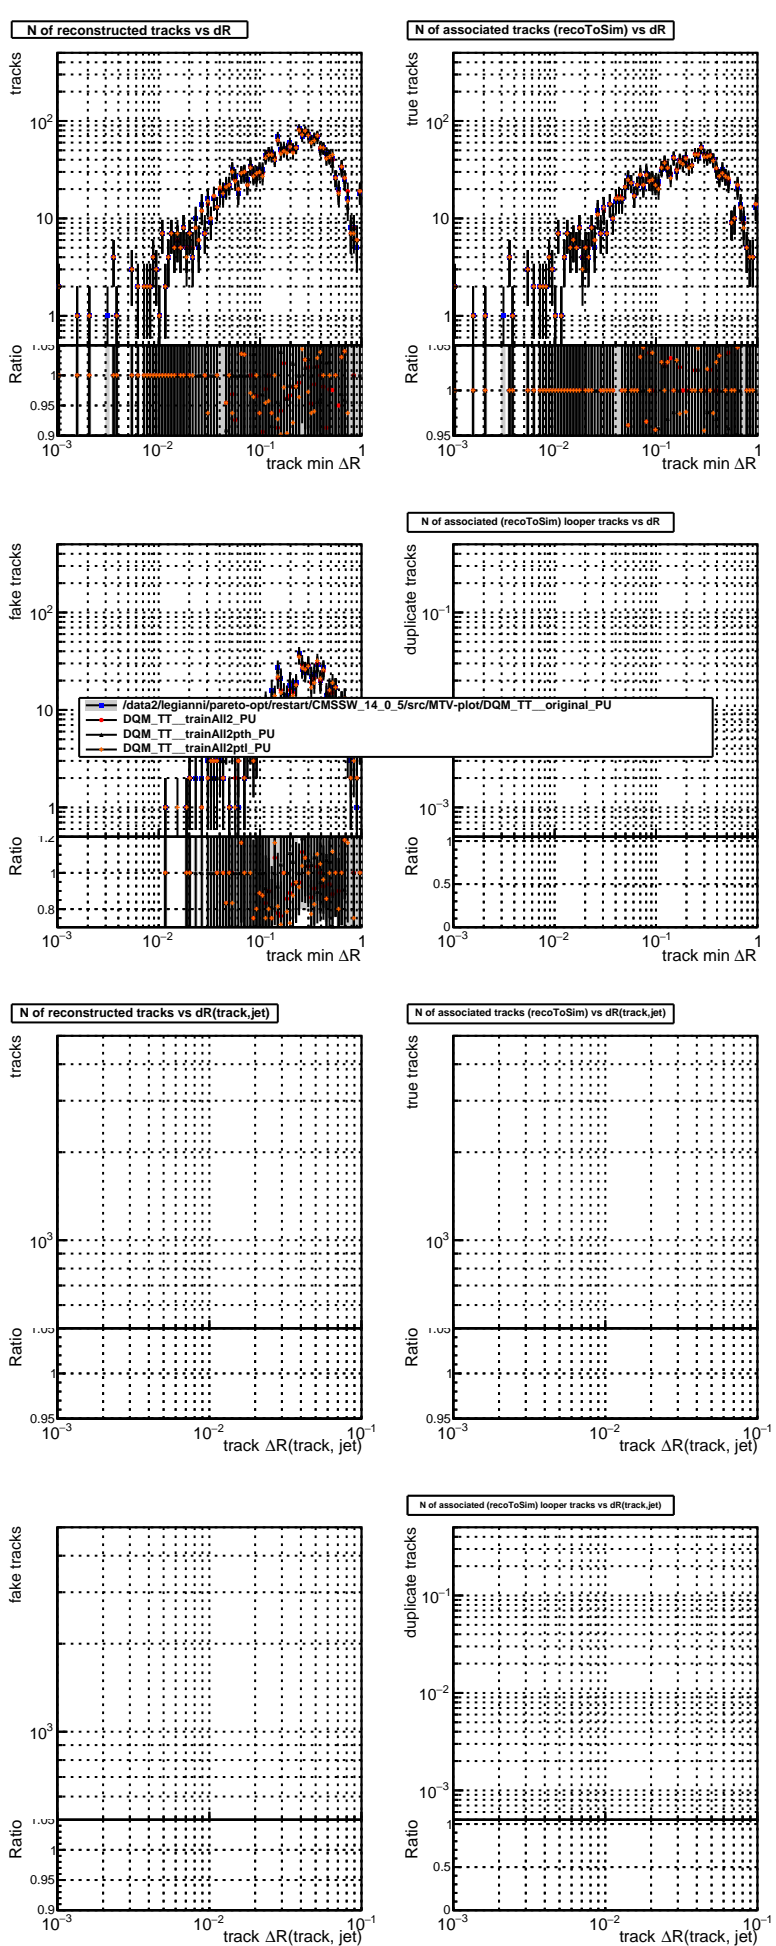 N of reconstructed tracks vs dR
tracks
10²
10
1
Ratio
1.05
1
0.95
0.9
10⁻³
10⁻²
10⁻¹
1
track min ΔR
N of associated tracks (recoToSim) vs dR
true tracks
10²
10
1
Ratio
1.05
1
0.95
10⁻³
10⁻²
10⁻¹
1
track min ΔR
fake tracks
10²
10
1
Ratio
1.2
1
0.8
10⁻³
10⁻²
10⁻¹
1
track min ΔR
N of associated (recoToSim) looper tracks vs dR
duplicate tracks
10⁻¹
10⁻³
Ratio
1
0.5
0
10⁻³
10⁻²
10⁻¹
1
track min ΔR
/data2/legianni/pareto-opt/restart/CMSSW_14_0_5/src/MTV-plot/DQM_TT__original_PU
DQM_TT__trainAll2_PU
DQM_TT__trainAll2pth_PU
DQM_TT__trainAll2ptl_PU
N of reconstructed tracks vs dR(track,jet)
tracks
10³
Ratio
1.05
1
0.95
10⁻³
10⁻²
10⁻¹
track ΔR(track, jet)
N of associated tracks (recoToSim) vs dR(track,jet)
true tracks
10³
Ratio
1.05
1
0.95
10⁻³
10⁻²
10⁻¹
track ΔR(track, jet)
fake tracks
10³
Ratio
1.05
1
0.95
0.9
10⁻³
10⁻²
10⁻¹
track ΔR(track, jet)
N of associated (recoToSim) looper tracks vs dR(track,jet)
duplicate tracks
10⁻¹
10⁻²
10⁻³
Ratio
1
0.5
0
10⁻³
10⁻²
10⁻¹
track ΔR(track, jet)